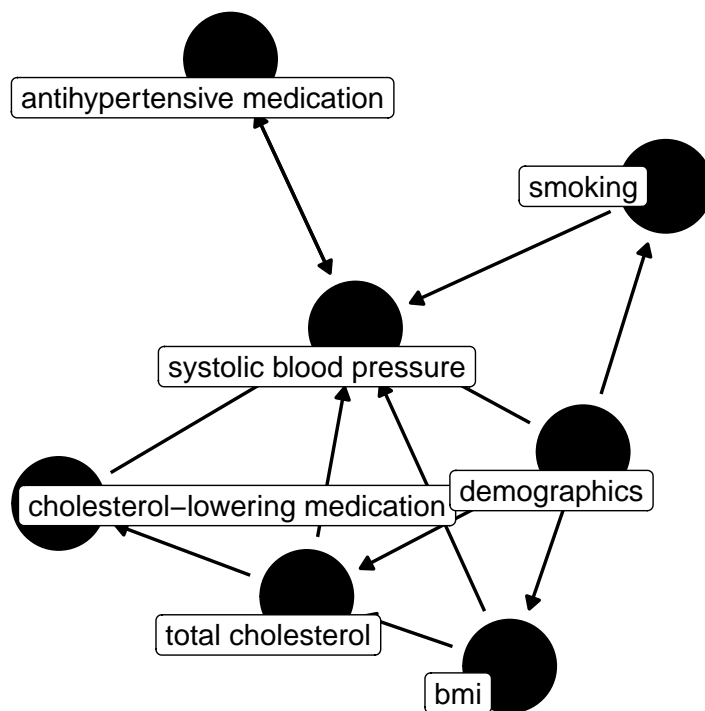 antihypertensive medication
smoking
systolic blood pressure
demographics
cholesterol−lowering medication
total cholesterol
bmi